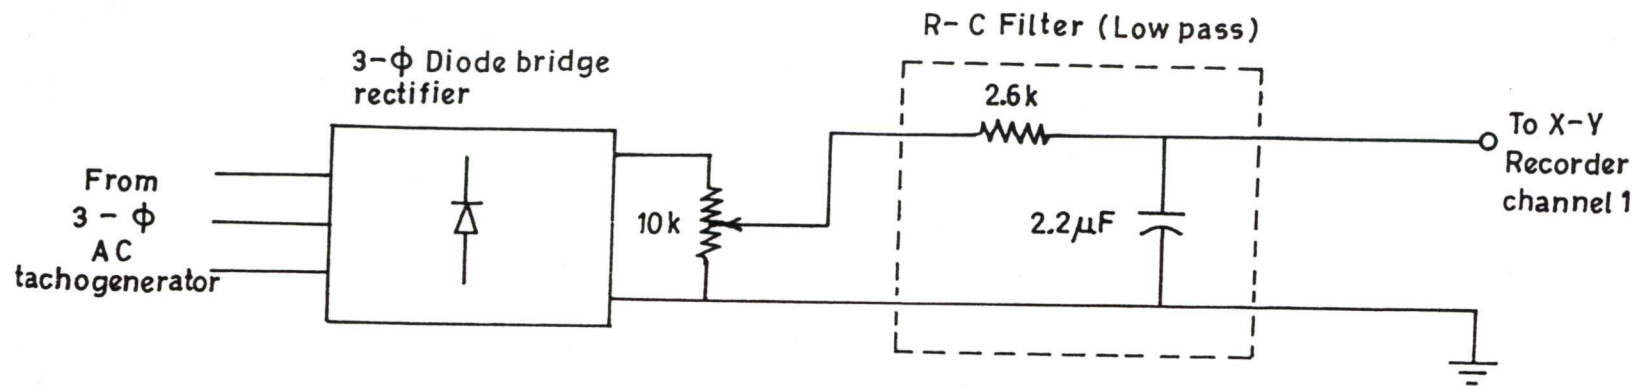 R-C Filter (Low pass)
3-Φ Diode bridge
rectifier
2.6k
To X-Y
Recorder
channel 1
From
3 - Φ
AC
tachogenerator
10k
2.2μF